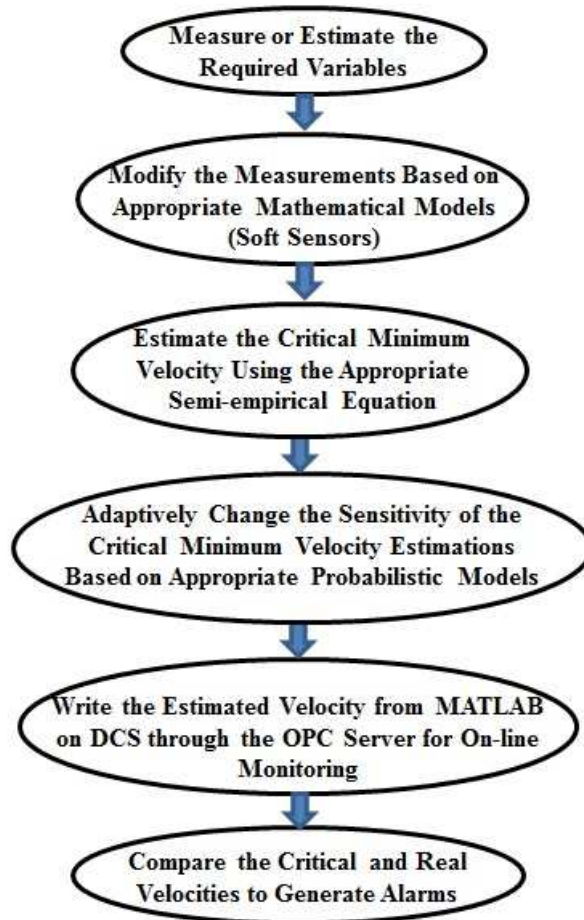 Measure or Estimate the
Required Variables
Modify the Measurements Based on
Appropriate Mathematical Models
(Soft Sensors)
Estimate the Critical Minimum
Velocity Using the Appropriate
Semi-empirical Equation
Adaptively Change the Sensitivity of the
Critical Minimum Velocity Estimations
Based on Appropriate Probabilistic Models
Write the Estimated Velocity from MATLAB
on DCS through the OPC Server for On-line
Monitoring
Compare the Critical and Real
Velocities to Generate Alarms